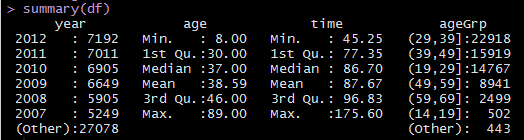 > summary(df)
year age time ageGrp
2012 : 7192 Min. : 8.00 Min. : 45.25 (29,39]:22918
2011 : 7011 1st Qu.:30.00 1st Qu.: 77.35 (39,49]:15919
2010 : 6905 Median :37.00 Median : 86.70 (19,29]:14767
2009 : 6649 Mean :38.59 Mean : 87.67 (49,59]: 8941
2008 : 5905 3rd Qu.:46.00 3rd Qu.: 96.83 (59,69]: 2499
2007 : 5249 Max. :89.00 Max. :175.60 (14,19]: 502
(Other):27078 (Other): 443